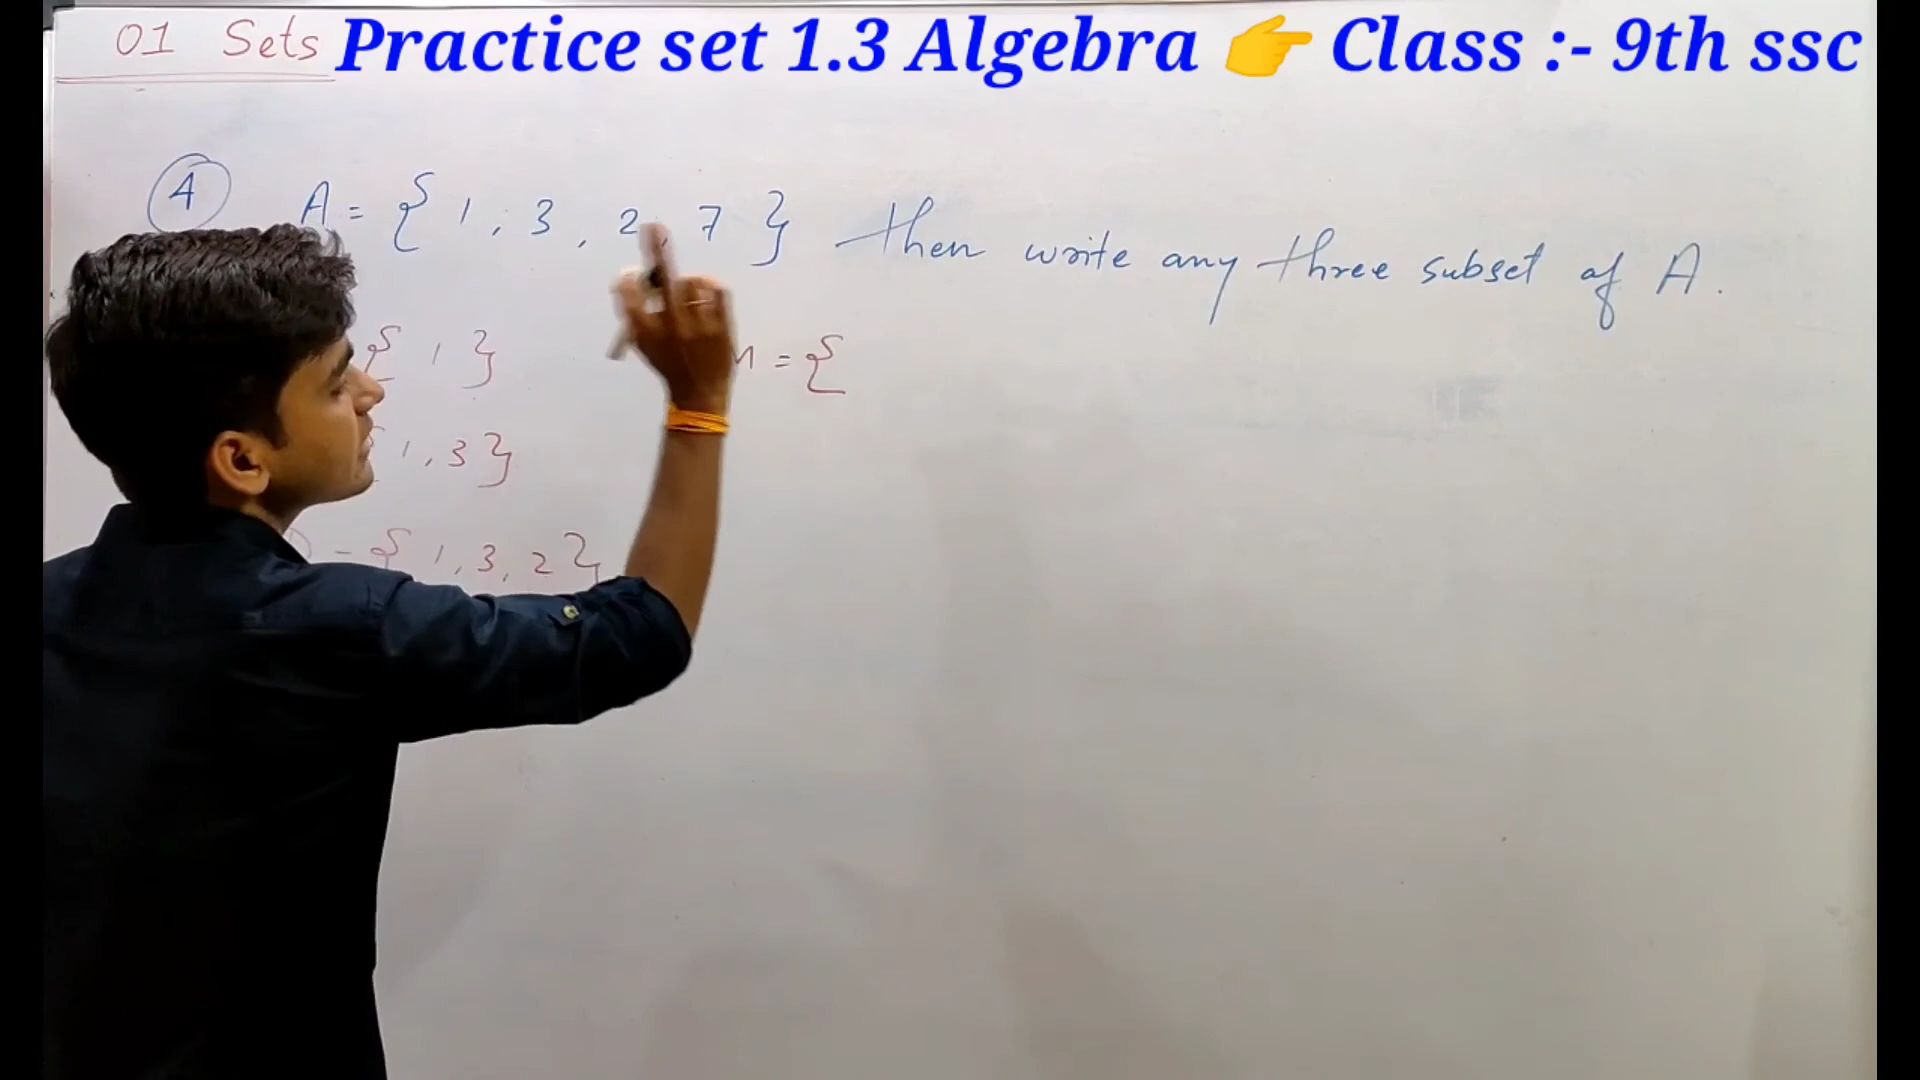 01 Sets Practice set 1.3 Algebra 👉 Class :- 9th ssc
4 A = { 1, 3, 2, 7 } then write any three subset of A.
{ 1 } = {
{ 1, 3 }
D = { 1, 3, 2 }